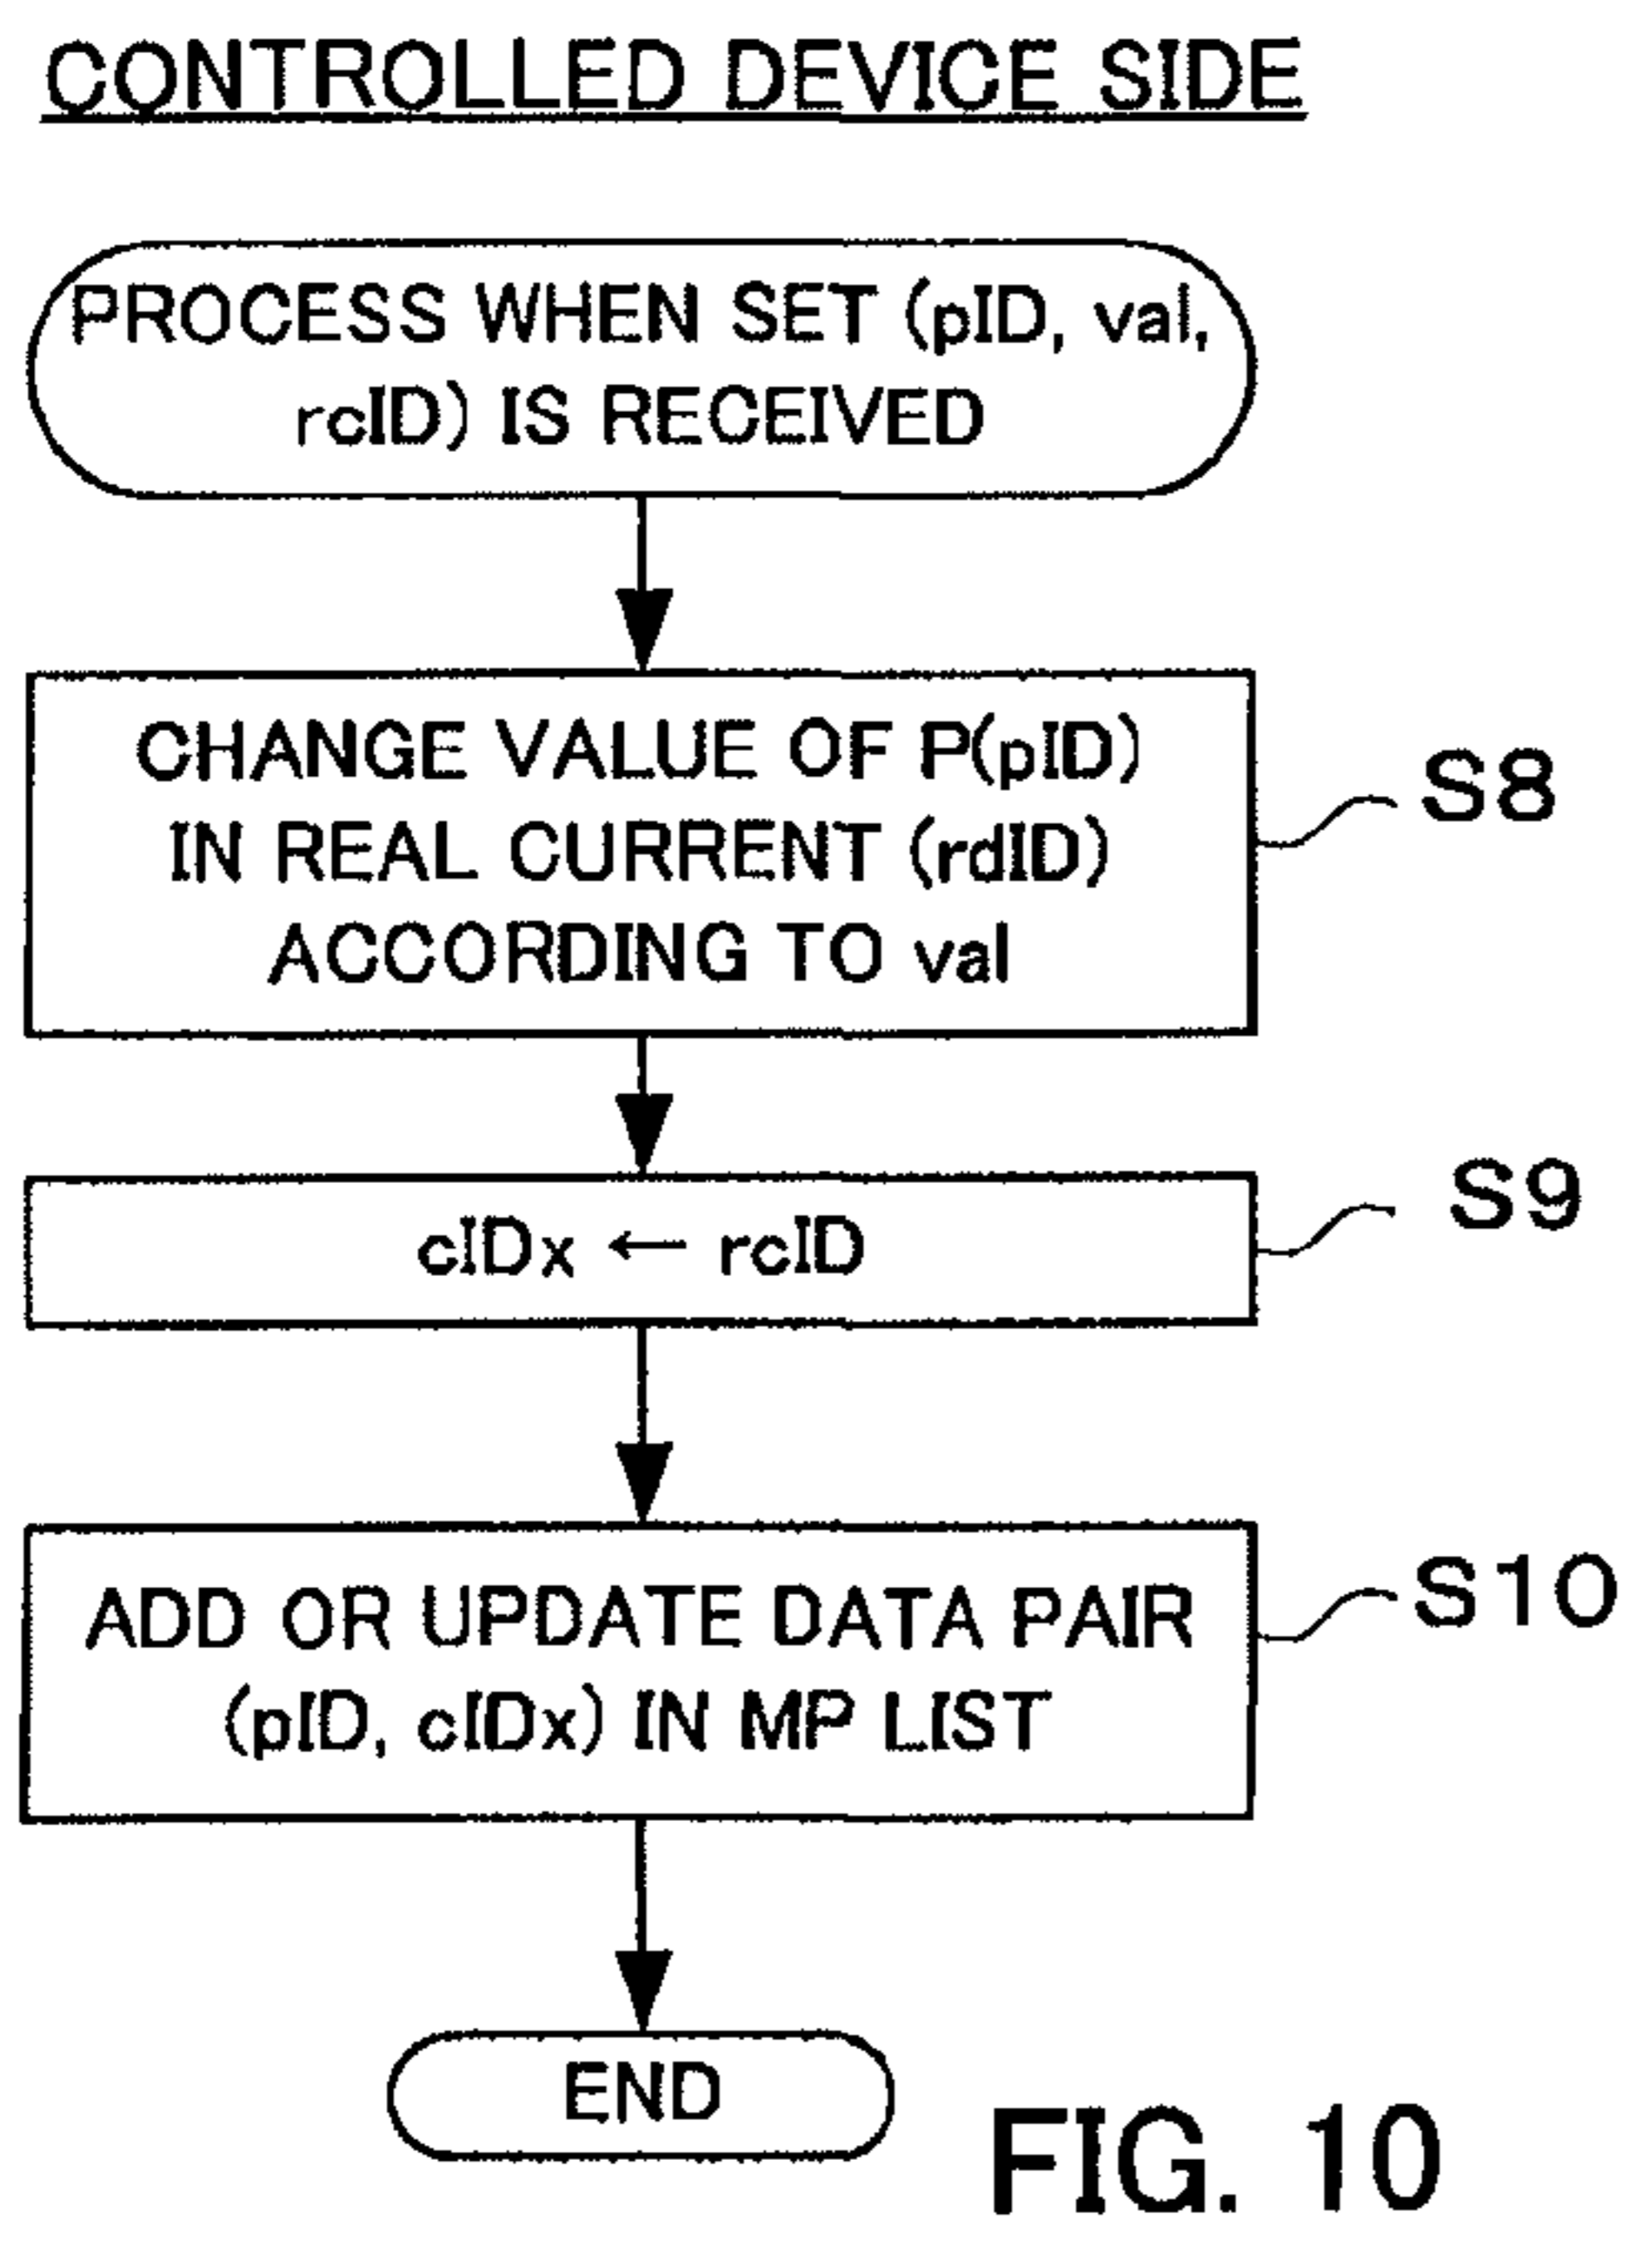 CONTROLLED DEVICE SIDE
PROCESS WHEN SET (pID, val,
rcID) IS RECEIVED
CHANGE VALUE OF P(pID)
IN REAL CURRENT (rdID)
ACCORDING TO val
S8
cIDx ← rcID
S9
ADD OR UPDATE DATA PAIR
(pID, cIDx) IN MP LIST
S10
END
FIG. 10